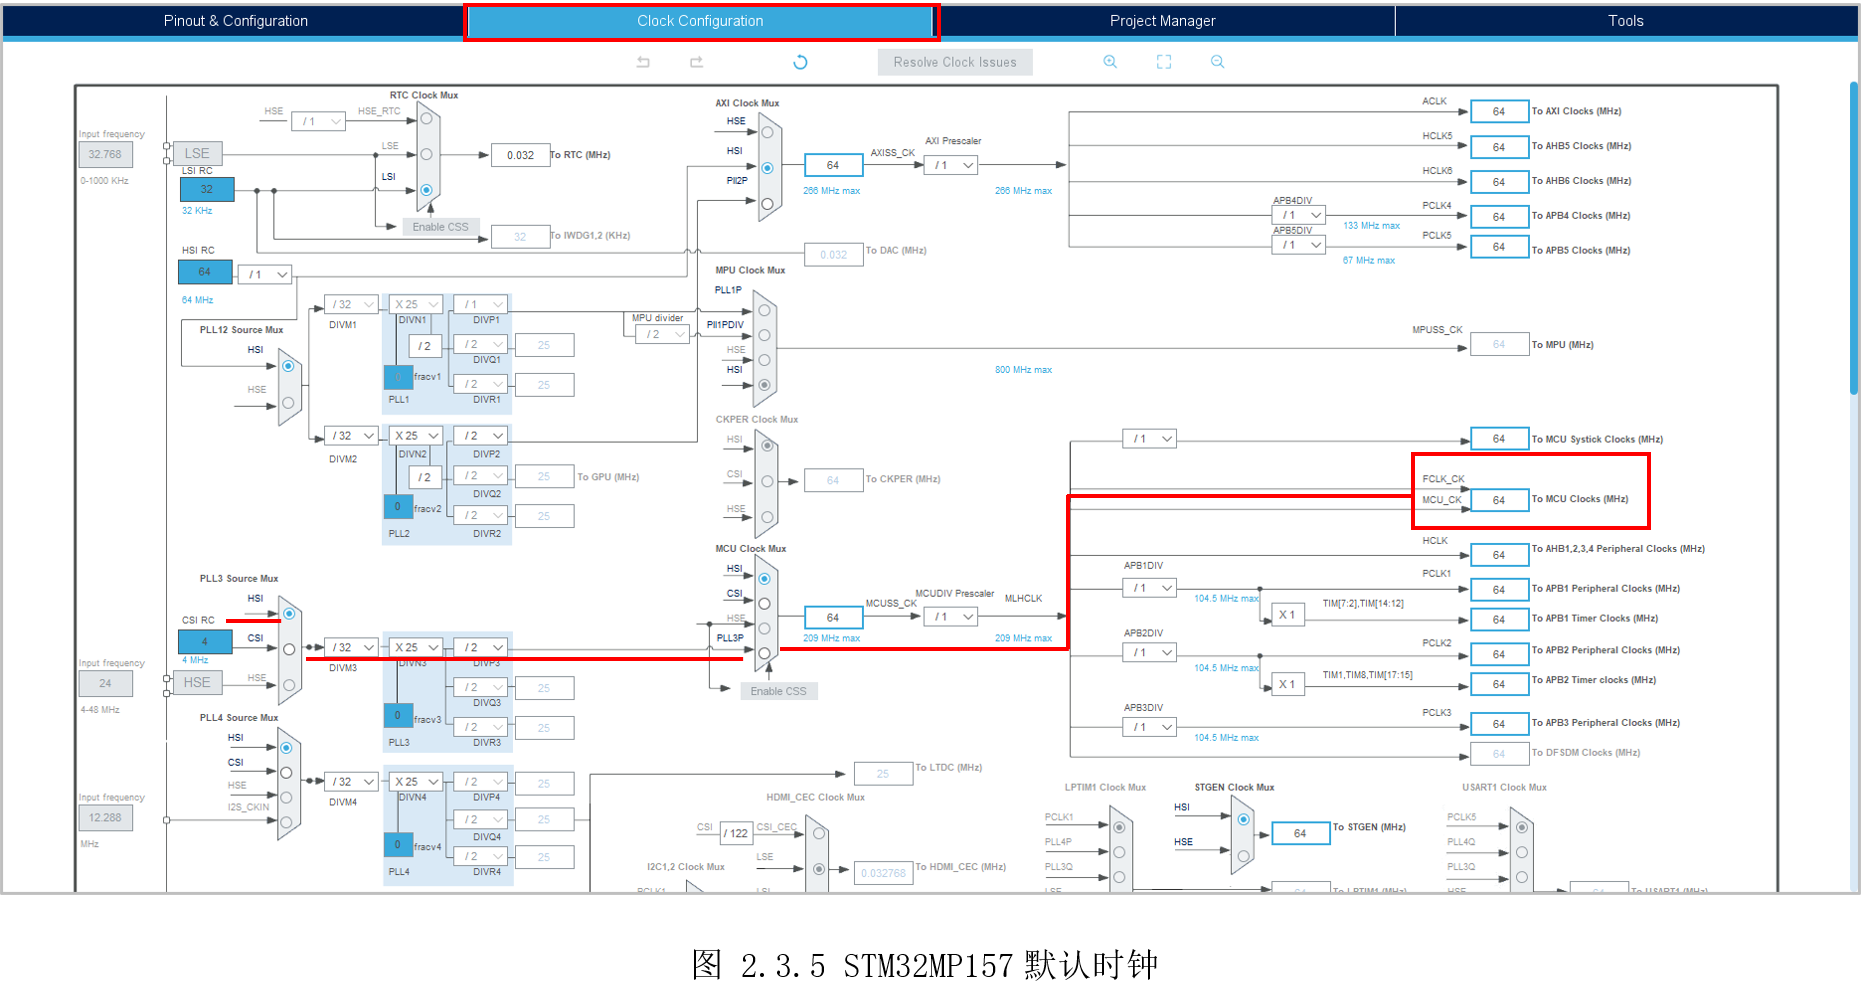 Pinout & Configuration
Clock Configuration
Project Manager
Tools
Resolve Clock Issues
RTC Clock Mux
HSE
/ 1
HSE_RTC
Input frequency
32.768
0-1000 KHz
LSE
LSE
LSI RC
32
32 KHz
LSI
0.032
To RTC (MHz)
Enable CSS
32
To IWDG1,2 (KHz)
0.032
To DAC (MHz)
HSI RC
64
64 MHz
/ 1
AXI Clock Mux
HSE
HSI
Pll2P
64
266 MHz max
AXISS_CK
AXI Prescaler
/ 1
266 MHz max
ACLK
64
To AXI Clocks (MHz)
HCLK5
64
To AHB5 Clocks (MHz)
HCLK6
64
To AHB6 Clocks (MHz)
APB4DIV
/ 1
133 MHz max
PCLK4
64
To APB4 Clocks (MHz)
APB5DIV
/ 1
67 MHz max
PCLK5
64
To APB5 Clocks (MHz)
PLL12 Source Mux
HSI
HSE
/ 32
DIVM1
X 25
DIVN1
/ 1
DIVP1
/ 2
/ 2
DIVQ1
25
fracv1
/ 2
DIVR1
25
PLL1
MPU Clock Mux
PLL1P
MPU divider
/ 2
Pll1PDIV
HSE
HSI
800 MHz max
MPUSS_CK
64
To MPU (MHz)
/ 32
DIVM2
X 25
DIVN2
/ 2
DIVP2
/ 2
/ 2
DIVQ2
25
To GPU (MHz)
0
fracv2
/ 2
DIVR2
25
PLL2
CKPER Clock Mux
HSI
CSI
HSE
64
To CKPER (MHz)
/ 1
64
To MCU Systick Clocks (MHz)
FCLK_CK
MCU_CK
64
To MCU Clocks (MHz)
HCLK
64
To AHB1,2,3,4 Peripheral Clocks (MHz)
PLL3 Source Mux
HSI
CSI RC
4
4 MHz
CSI
Input frequency
24
4-48 MHz
HSE
HSE
/ 32
DIVM3
X 25
DIVN3
/ 2
DIVP3
/ 2
DIVQ3
25
0
fracv3
/ 2
DIVR3
25
PLL3
MCU Clock Mux
HSI
CSI
HSE
PLL3P
Enable CSS
64
209 MHz max
MCUSS_CK
MCUDIV Prescaler
/ 1
MLHCLK
209 MHz max
APB1DIV
/ 1
104.5 MHz max
PCLK1
64
To APB1 Peripheral Clocks (MHz)
X 1
TIM[7:2],TIM[14:12]
64
To APB1 Timer Clocks (MHz)
APB2DIV
/ 1
104.5 MHz max
PCLK2
64
To APB2 Peripheral Clocks (MHz)
X 1
TIM1,TIM8,TIM[17:15]
64
To APB2 Timer clocks (MHz)
APB3DIV
/ 1
104.5 MHz max
PCLK3
64
To APB3 Peripheral Clocks (MHz)
64
To DFSDM Clocks (MHz)
PLL4 Source Mux
HSI
CSI
HSE
I2S_CKIN
Input frequency
12.288
MHz
/ 32
DIVM4
X 25
DIVN4
/ 2
DIVP4
25
/ 2
DIVQ4
25
0
fracv4
/ 2
DIVR4
25
PLL4
25
To LTDC (MHz)
HDMI_CEC Clock Mux
CSI
/ 122
CSI_CEC
LSE
LSI
0.032768
To HDMI_CEC (MHz)
I2C1,2 Clock Mux
PCLK1
LPTIM1 Clock Mux
PCLK1
PLL4P
PLL3Q
LSE
64
To LPTIM1 (MHz)
STGEN Clock Mux
HSI
HSE
64
To STGEN (MHz)
USART1 Clock Mux
PCLK5
PLL4Q
PLL3Q
HSE
64
To USART1 (MHz)
图 2.3.5 STM32MP157 默认时钟